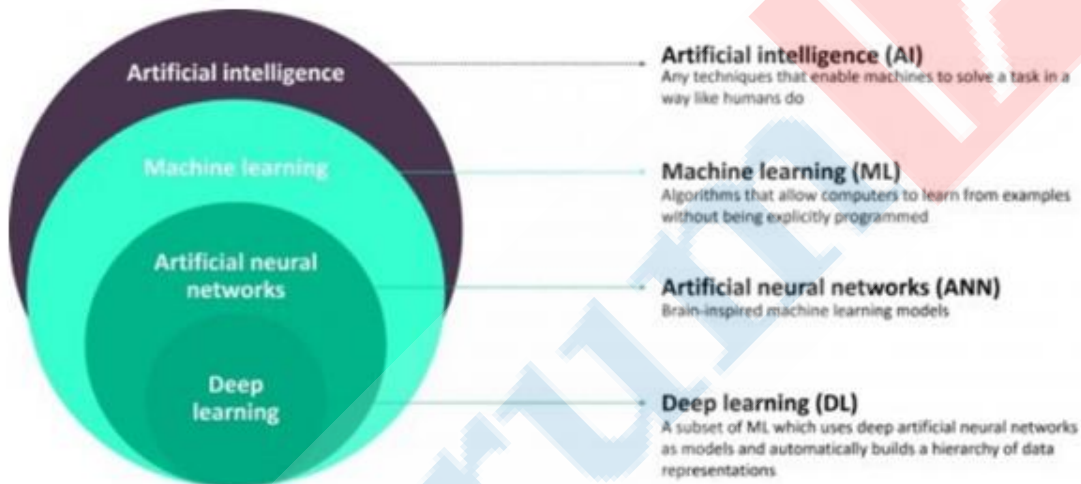 Artificial intelligence
Machine learning
Artificial neural
networks
Deep
learning
Artificial intelligence (AI)
Any techniques that enable machines to solve a task in a
way like humans do
Machine learning (ML)
Algorithms that allow computers to learn from examples
without being explicitly programmed
Artificial neural networks (ANN)
Brain-inspired machine learning models
Deep learning (DL)
A subset of ML which uses deep artificial neural networks
as models and automatically builds a hierarchy of data
representations